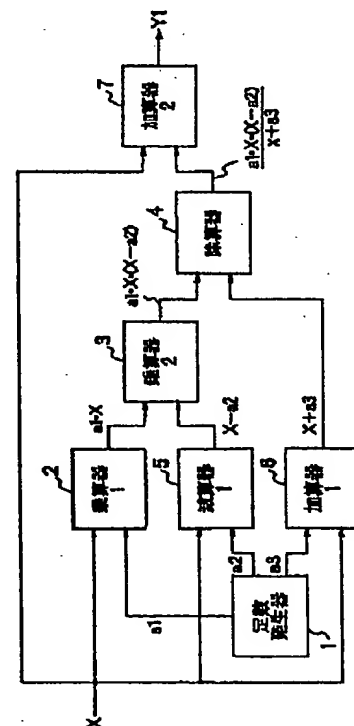 X
2
乗算器
1
a1・X
a1
5
減算器
1
X-a2
a2
定数
発生器
1
a3
6
加算器
1
X+a3
3
乗算器
2
a1・X・(X-a2)
4
除算器
a1・X・(X-a2)
X+a3
7
加算器
2
Y1